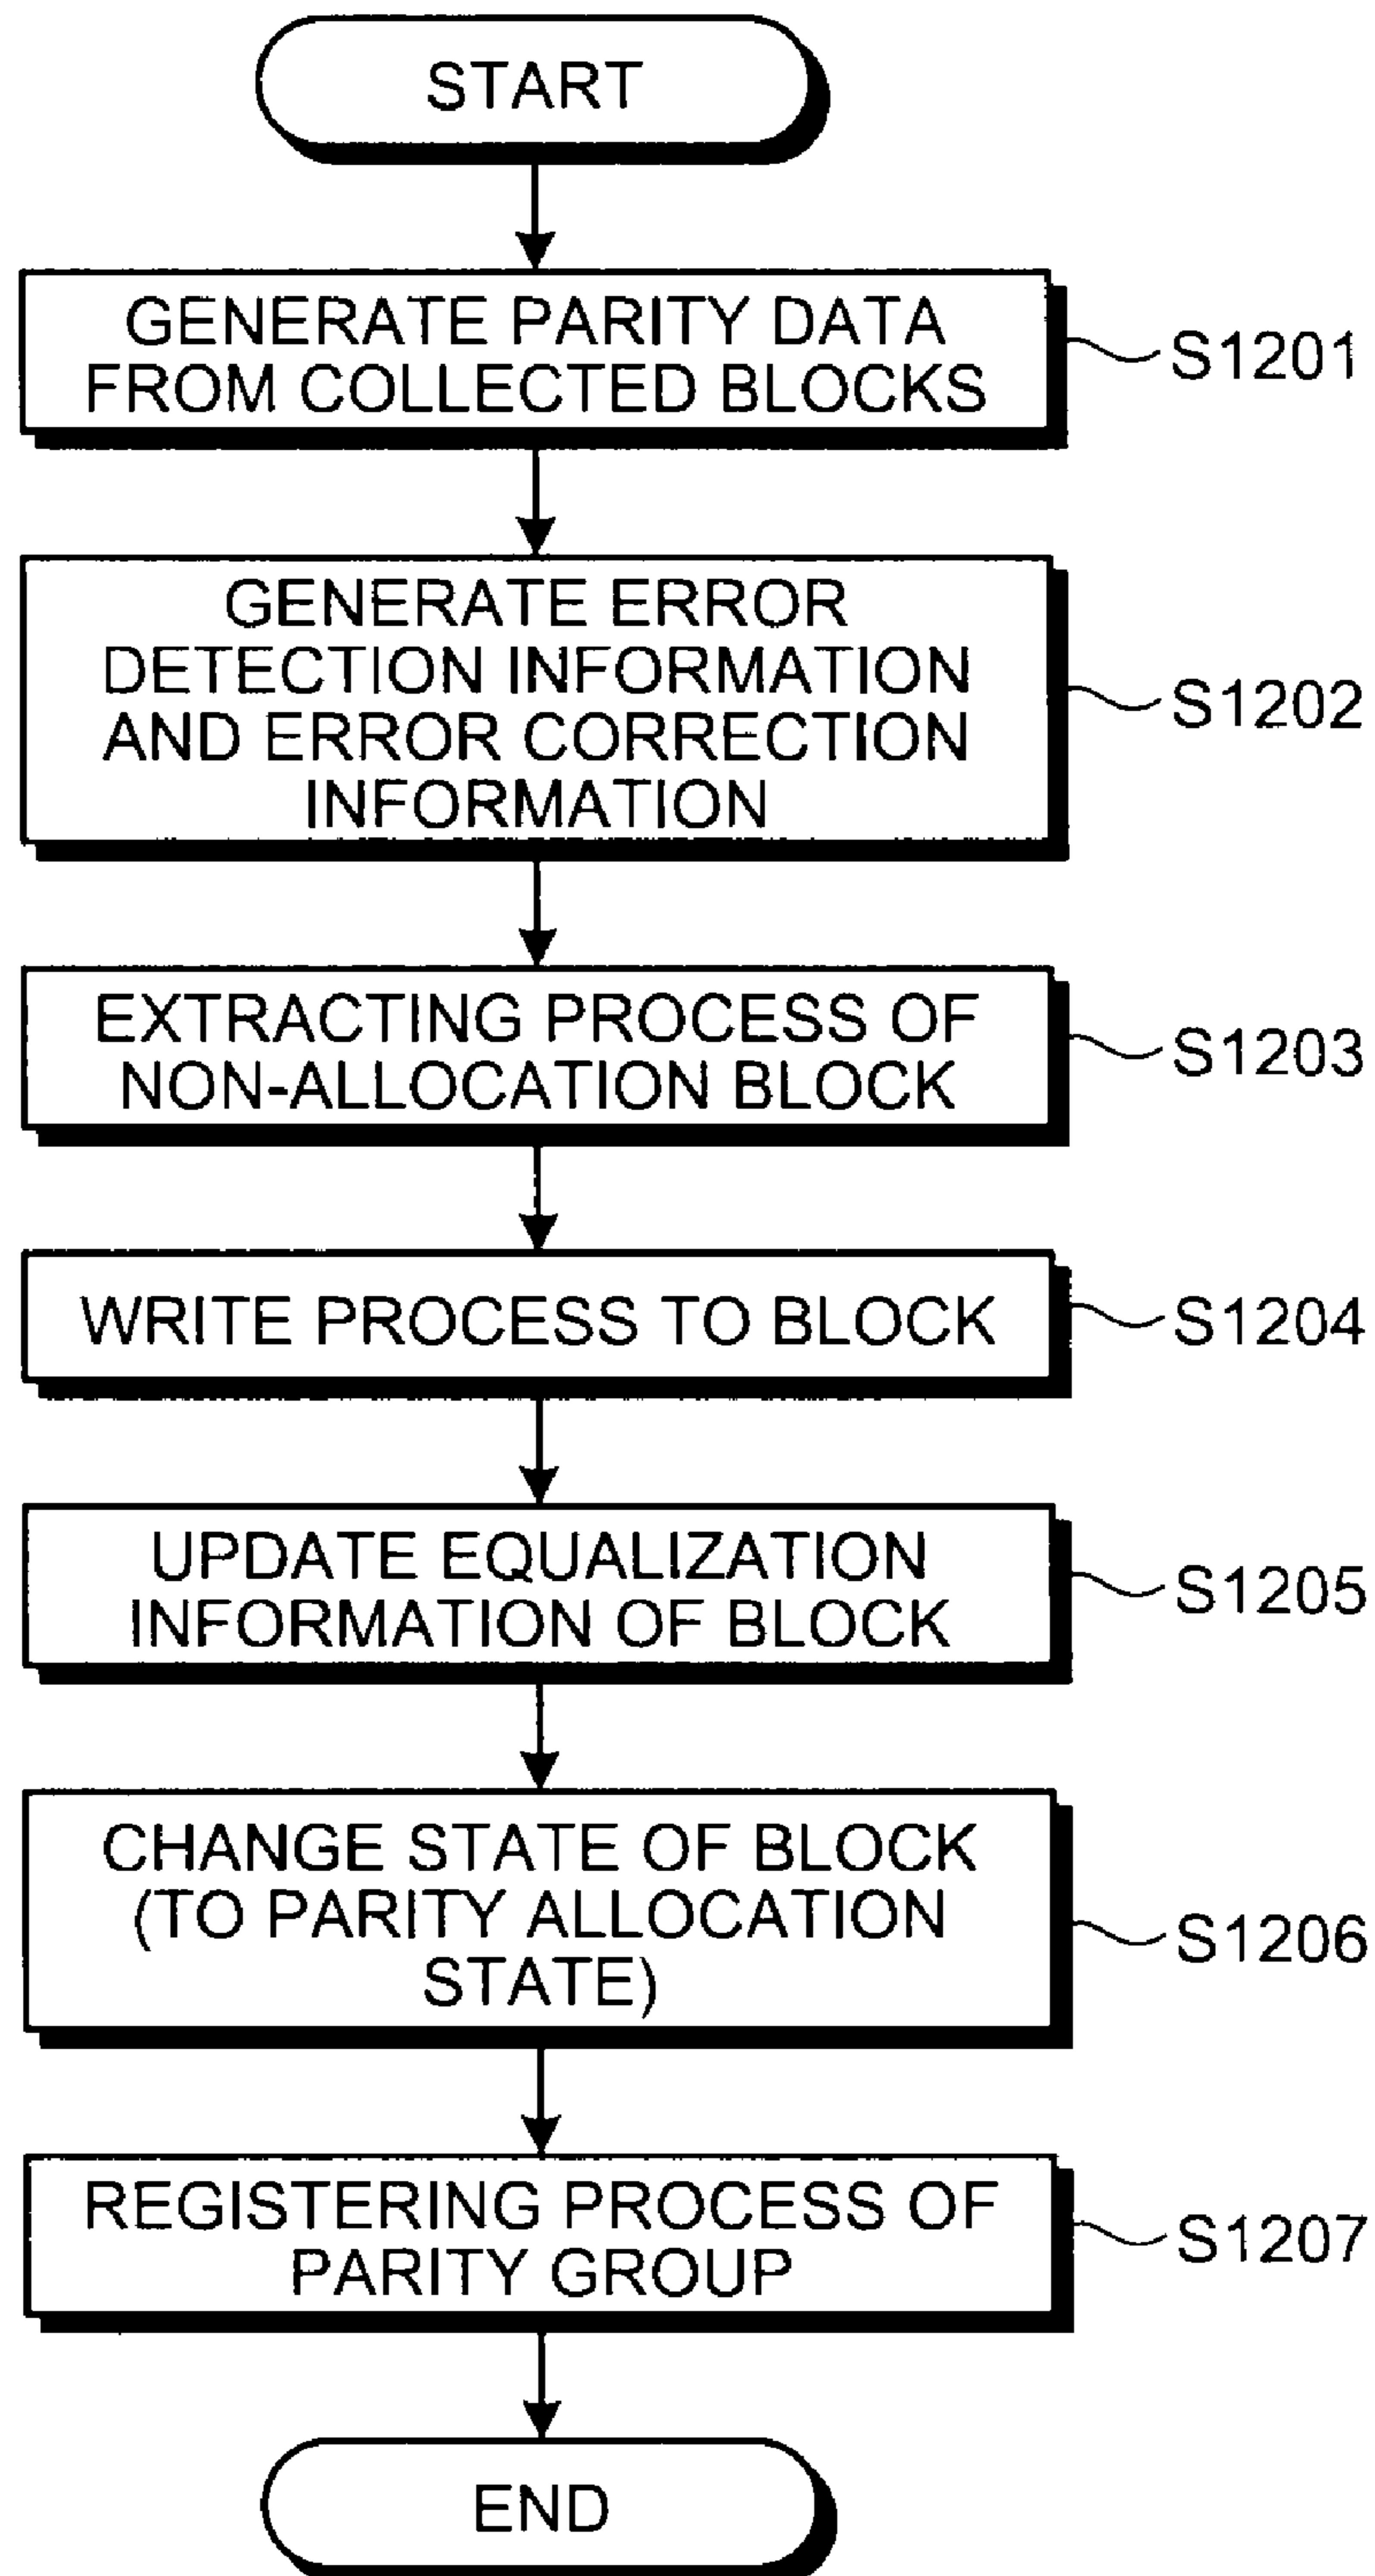 START
GENERATE PARITY DATA
FROM COLLECTED BLOCKS
S1201
GENERATE ERROR
DETECTION INFORMATION
AND ERROR CORRECTION
INFORMATION
S1202
EXTRACTING PROCESS OF
NON-ALLOCATION BLOCK
S1203
WRITE PROCESS TO BLOCK
S1204
UPDATE EQUALIZATION
INFORMATION OF BLOCK
S1205
CHANGE STATE OF BLOCK
(TO PARITY ALLOCATION
STATE)
S1206
REGISTERING PROCESS OF
PARITY GROUP
S1207
END